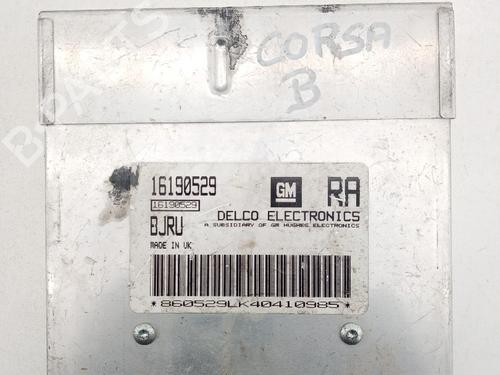 CORSA
B
16190529 GM RA
16190529
BJRU DELCO ELECTRONICS
A SUBSIDIARY OF GM HUGHES ELECTRONICS
MADE IN UK
*860529LK40410985*